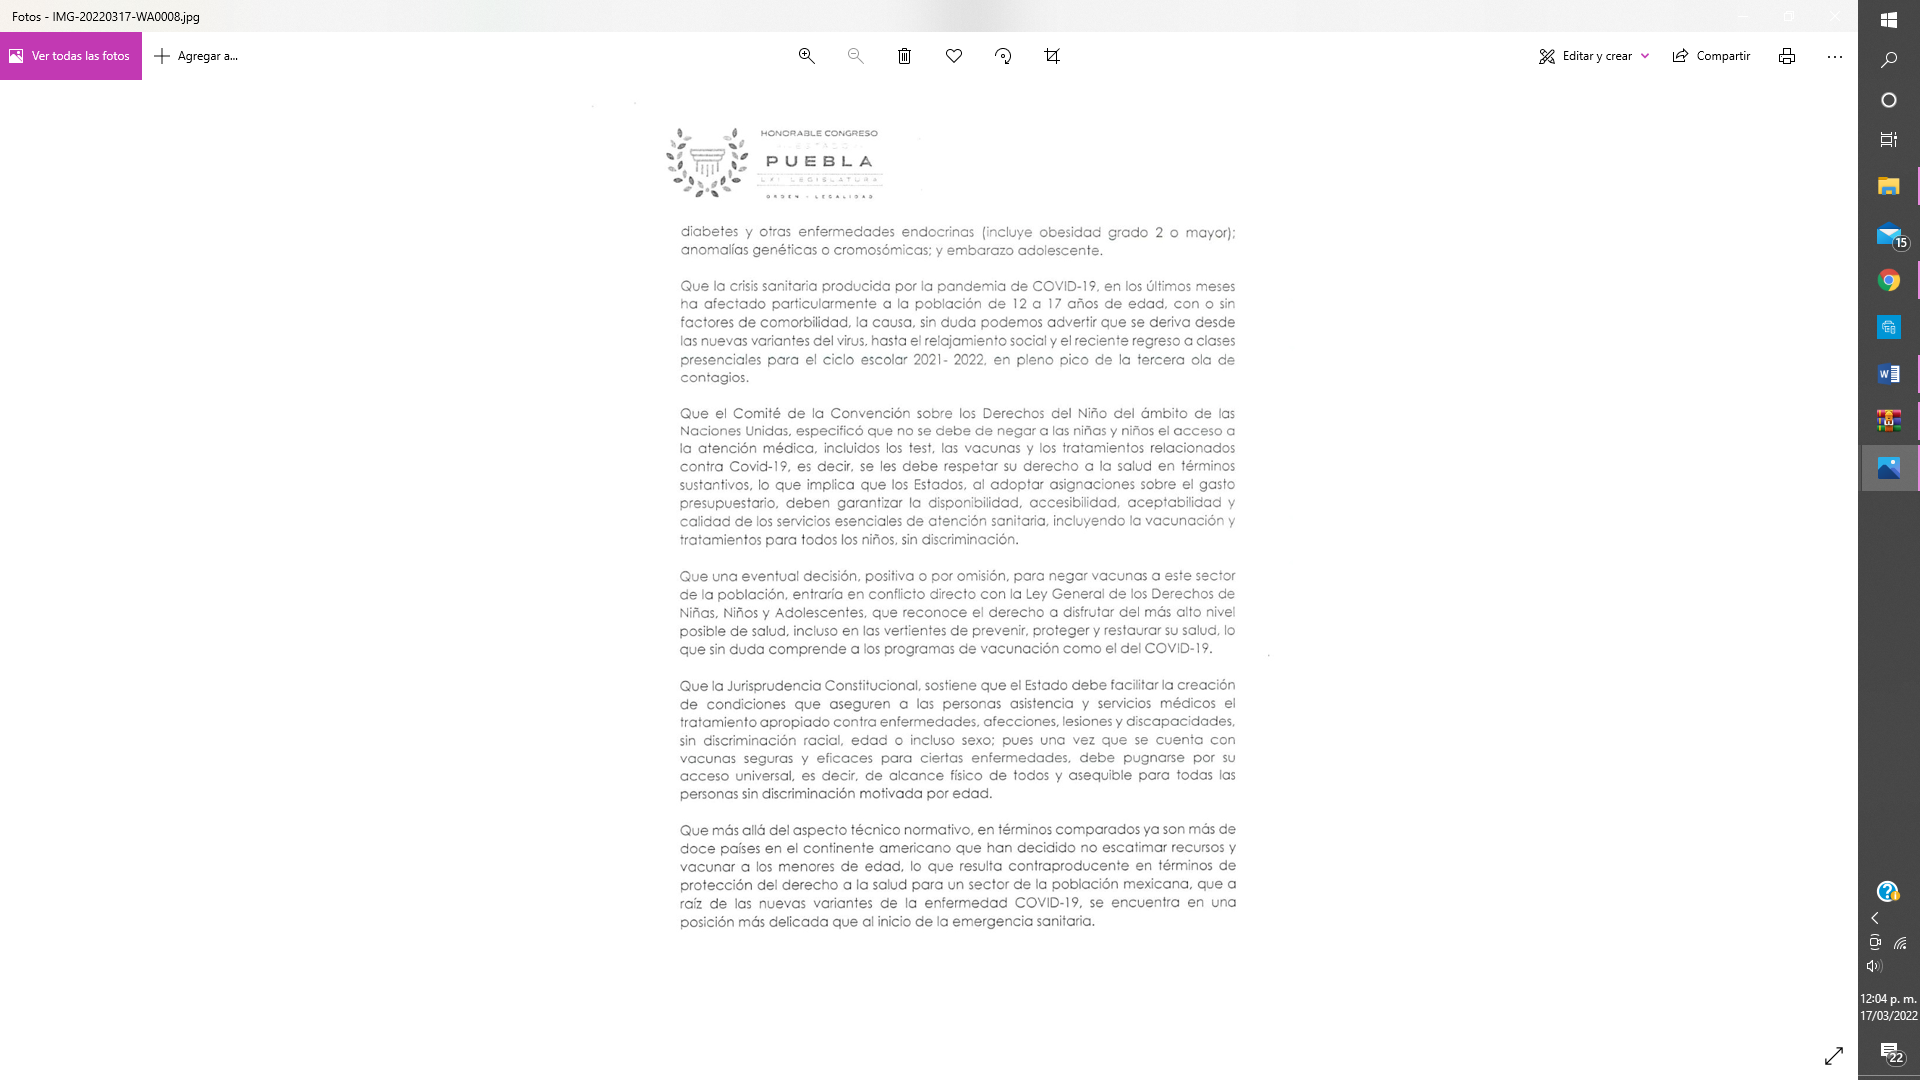 Fotos - IMG-20220317-WA0008.jpg
Ver todas las fotos
Agregar a...
Editar y crear
Compartir
HONORABLE CONGRESO
ESTADO
PUEBLA
LXI LEGISLATURA
ORDEN - LEGALIDAD
diabetes y otras enfermedades endocrinas (incluye obesidad grado 2 o mayor);
anomalías genéticas o cromosómicas; y embarazo adolescente.
Que la crisis sanitaria producida por la pandemia de COVID-19, en los últimos meses
ha afectado particularmente a la población de 12 a 17 años de edad, con o sin
factores de comorbilidad, la causa, sin duda podemos advertir que se deriva desde
las nuevas variantes del virus, hasta el relajamiento social y el reciente regreso a clases
presenciales para el ciclo escolar 2021- 2022, en pleno pico de la tercera ola de
contagios.
Que el Comité de la Convención sobre los Derechos del Niño del ámbito de las
Naciones Unidas, especificó que no se debe de negar a las niñas y niños el acceso a
la atención médica, incluidos los test, las vacunas y los tratamientos relacionados
contra Covid-19, es decir, se les debe respetar su derecho a la salud en términos
sustantivos, lo que implica que los Estados, al adoptar asignaciones sobre el gasto
presupuestario, deben garantizar la disponibilidad, accesibilidad, aceptabilidad y
calidad de los servicios esenciales de atención sanitaria, incluyendo la vacunación y
tratamientos para todos los niños, sin discriminación.
Que una eventual decisión, positiva o por omisión, para negar vacunas a este sector
de la población, entraría en conflicto directo con la Ley General de los Derechos de
Niñas, Niños y Adolescentes, que reconoce el derecho a disfrutar del más alto nivel
posible de salud, incluso en las vertientes de prevenir, proteger y restaurar su salud, lo
que sin duda comprende a los programas de vacunación como el del COVID-19.
Que la Jurisprudencia Constitucional, sostiene que el Estado debe facilitar la creación
de condiciones que aseguren a las personas asistencia y servicios médicos el
tratamiento apropiado contra enfermedades, afecciones, lesiones y discapacidades,
sin discriminación racial, edad o incluso sexo; pues una vez que se cuenta con
vacunas seguras y eficaces para ciertas enfermedades, debe pugnarse por su
acceso universal, es decir, de alcance físico de todos y asequible para todas las
personas sin discriminación motivada por edad.
Que más allá del aspecto técnico normativo, en términos comparados ya son más de
doce países en el continente americano que han decidido no escatimar recursos y
vacunar a los menores de edad, lo que resulta contraproducente en términos de
protección del derecho a la salud para un sector de la población mexicana, que a
raíz de las nuevas variantes de la enfermedad COVID-19, se encuentra en una
posición más delicada que al inicio de la emergencia sanitaria.
15
12:04 p. m.
17/03/2022
22